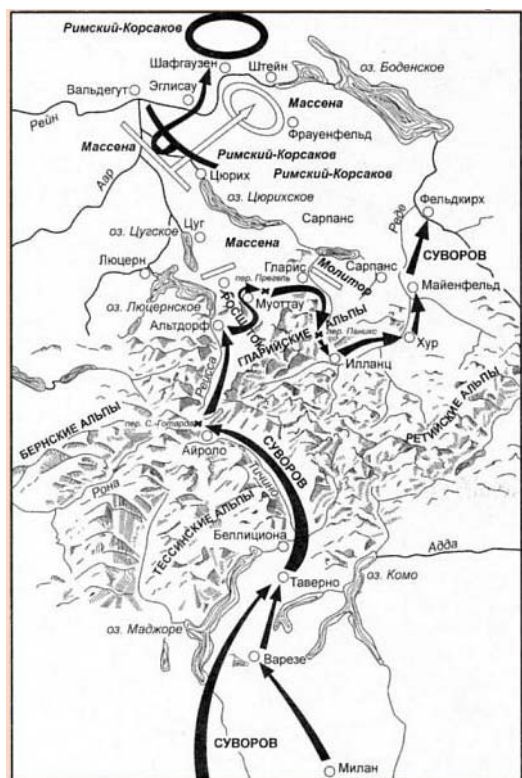 Римский-Корсаков
Шафгаузен
Штейн
оз. Боденское
Вальдегут
Эглисау
Массена
Рейн
Фрауенфельд
Массена
Римский-Корсаков
Аар
Цюрих
Римский-Корсаков
оз. Цюрихское
Фельдкирх
Цуг
Сарпанс
оз. Цугское
Массена
СУВОРОВ
Люцерн
Гларис
Молитор
Сарпанс
пер. Прегель
Муоттау
Майенфельд
оз. Люцернское
РОСШТОК
Альтдорф
ГЛАРИЙСКИЕ АЛЬПЫ
пер. Паникс
Хур
Рейсса
Илланц
БЕРНСКИЕ АЛЬПЫ
пер. С.-Готард
РЕТИЙСКИЕ АЛЬПЫ
Айроло
СУВОРОВ
Рона
Тичино
ТЕССИНСКИЕ АЛЬПЫ
Беллициона
Адда
Таверно
оз. Комо
оз. Маджоре
Варезе
СУВОРОВ
Милан